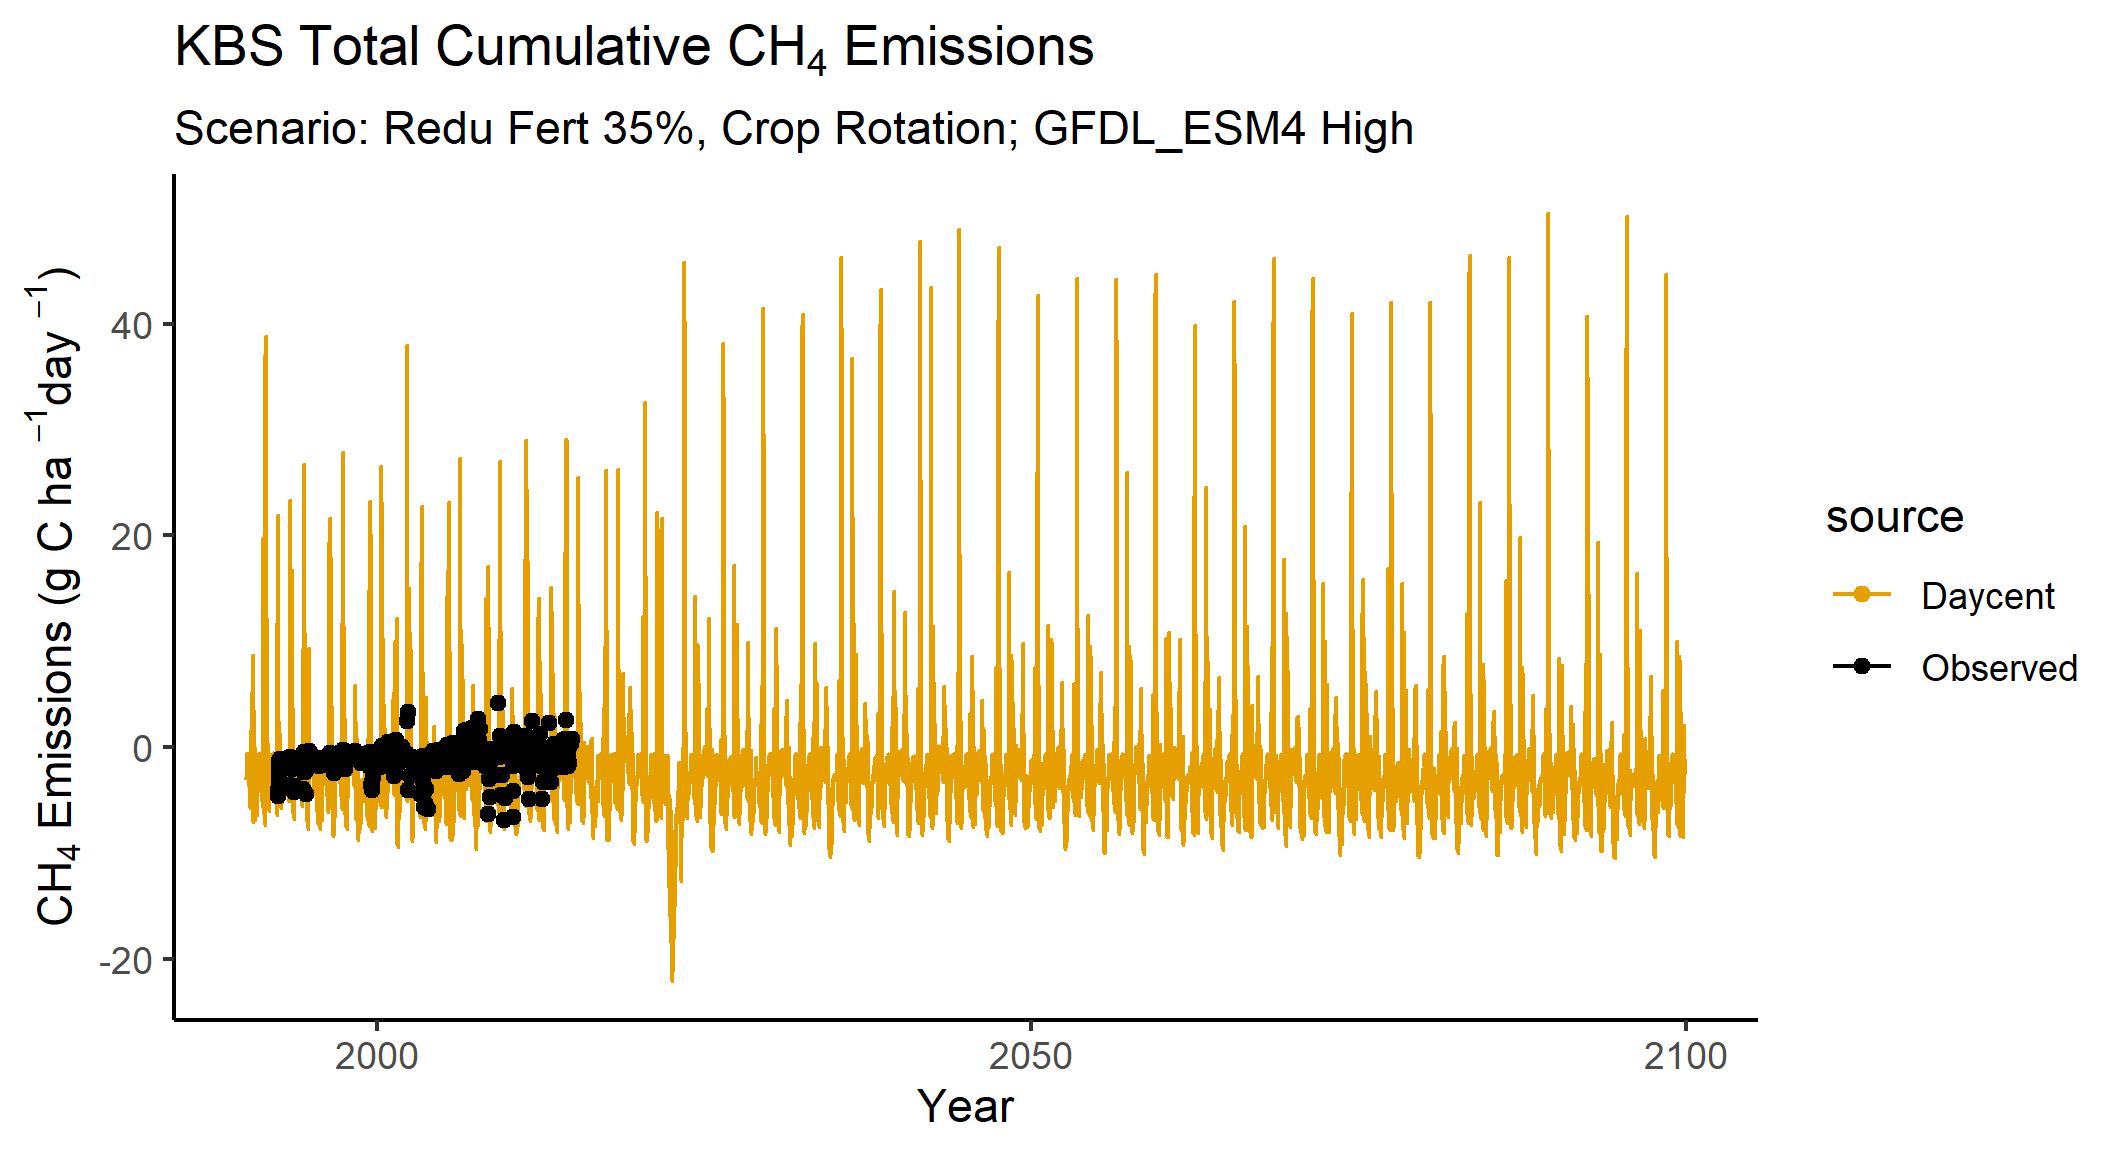 KBS Total Cumulative CH₄ Emissions
Scenario: Redu Fert 35%, Crop Rotation; GFDL_ESM4 High
CH₄ Emissions (g C ha ⁻¹day ⁻¹)
40
20
0
-20
2000
2050
2100
Year
source
Daycent
Observed